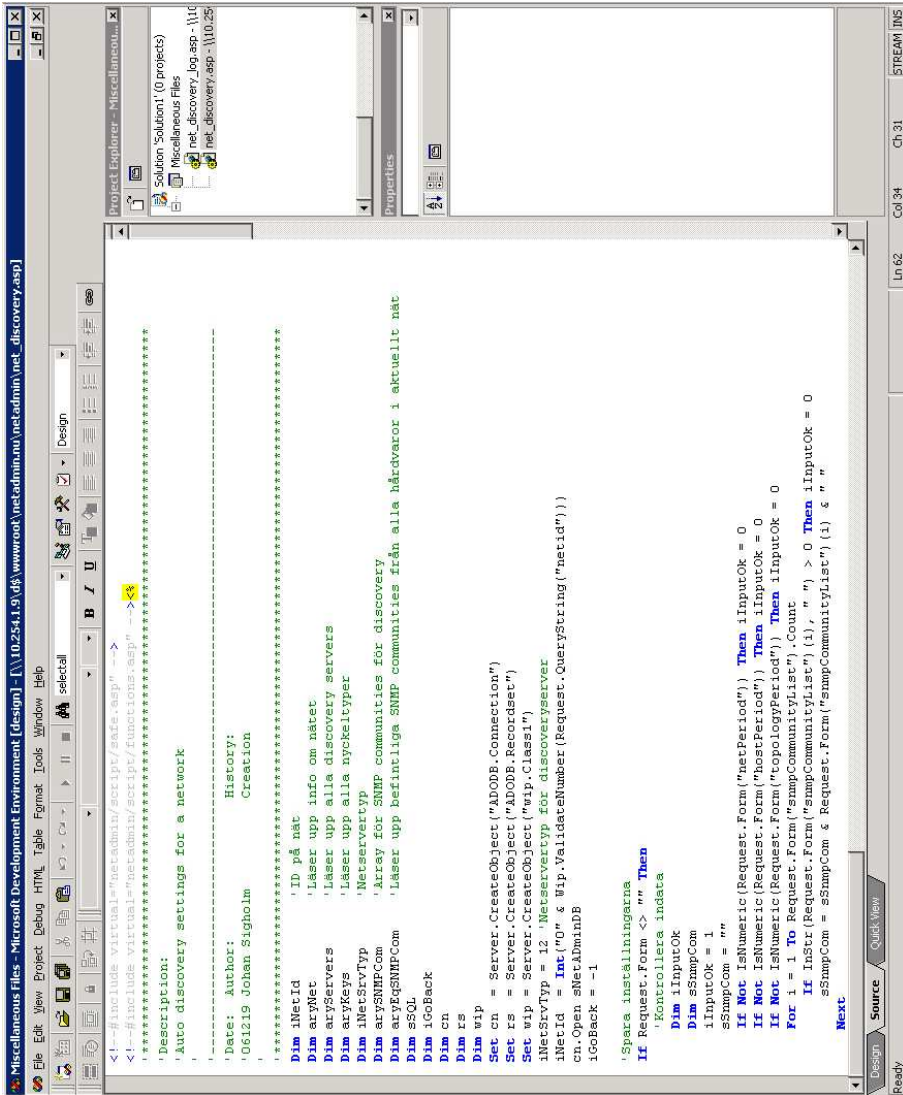 Miscellaneous Files - Microsoft Development Environment [design] - [\\10.254.1.9\d$\wwwroot\netadmin.nu\netadmin\net_discovery.asp]
File Edit View Project Debug HTML Table Format Tools Window Help
selectall
Design
B I U
<!--#include virtual="netadmin/script/safe.asp" -->
<!--#include virtual="netadmin/script/functions.asp" --><%
'Description:
'Auto discovery settings for a network
'Date: Author: History:
'061219 Johan Sigholm Creation
Dim iNetId 'ID på nät
Dim aryNet 'Läser upp info om nätet
Dim aryServers 'Läser upp alla discovery servers
Dim aryKeys 'Läser upp alla nyckeltyper
Dim iNetSrvTyp 'Netservertyp
Dim arySNMPCom 'Array för SNMP communities för discovery
Dim aryEqSNMPCom 'Läser upp befintliga SNMP communities från alla hårdvaror i aktuellt nät
Dim sSQL
Dim iGoBack
Dim cn
Dim rs
Dim wip
Set cn = Server.CreateObject("ADODB.Connection")
Set rs = Server.CreateObject("ADODB.Recordset")
Set wip = Server.CreateObject("wip.Class1")
iNetSrvTyp = 12 'Netservertyp för discoveryserver
iNetId = Int("0" & Wip.ValidateNumber(Request.QueryString("netid")))
cn.Open sNetADminDB
iGoBack = -1
'Spara inställningarna
If Request.Form <> "" Then
'Kontrollera indata
Dim iInputOk
Dim sSnmpCom
iInputOk = 1
sSnmpCom = ""
If Not IsNumeric(Request.Form("netPeriod")) Then iInputOk = 0
If Not IsNumeric(Request.Form("hostPeriod")) Then iInputOk = 0
If Not IsNumeric(Request.Form("topologyPeriod")) Then iInputOk = 0
For i = 1 To Request.Form("snmpCommunityList").Count
If InStr(Request.Form("snmpCommunityList")(i), " ") > 0 Then iInputOk = 0
sSnmpCom = sSnmpCom & Request.Form("snmpCommunityList")(i) & " "
Next
Design Source Quick View
Project Explorer - Miscellaneou...
Solution 'Solution1' (0 projects)
Miscellaneous Files
net_discovery_log.asp - \\10
net_discovery.asp - \\10.25
Properties
Ready
Ln 62 Col 34 Ch 31 STREAM INS